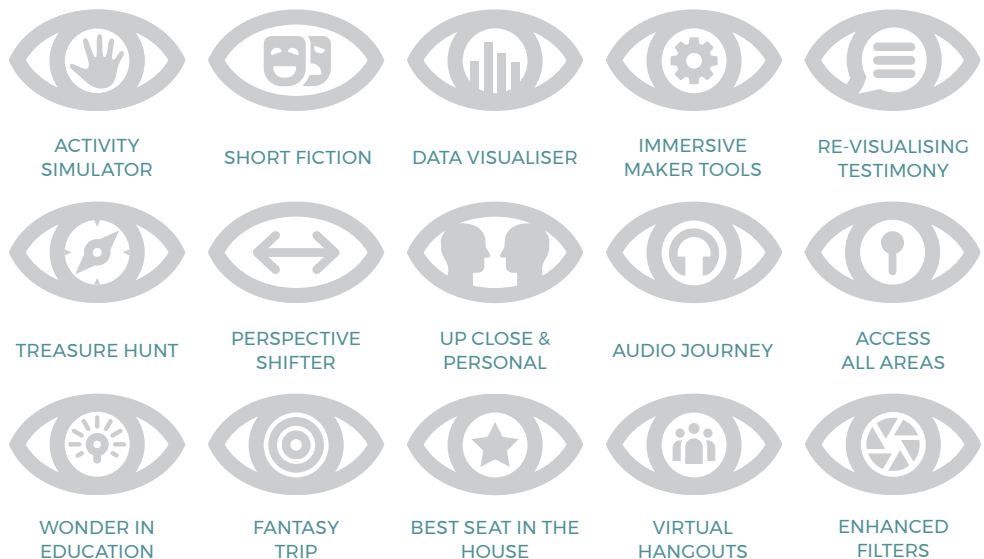 ACTIVITY
SIMULATOR
SHORT FICTION
DATA VISUALISER
IMMERSIVE
MAKER TOOLS
RE-VISUALISING
TESTIMONY
TREASURE HUNT
PERSPECTIVE
SHIFTER
UP CLOSE &
PERSONAL
AUDIO JOURNEY
ACCESS
ALL AREAS
WONDER IN
EDUCATION
FANTASY
TRIP
BEST SEAT IN THE
HOUSE
VIRTUAL
HANGOUTS
ENHANCED
FILTERS